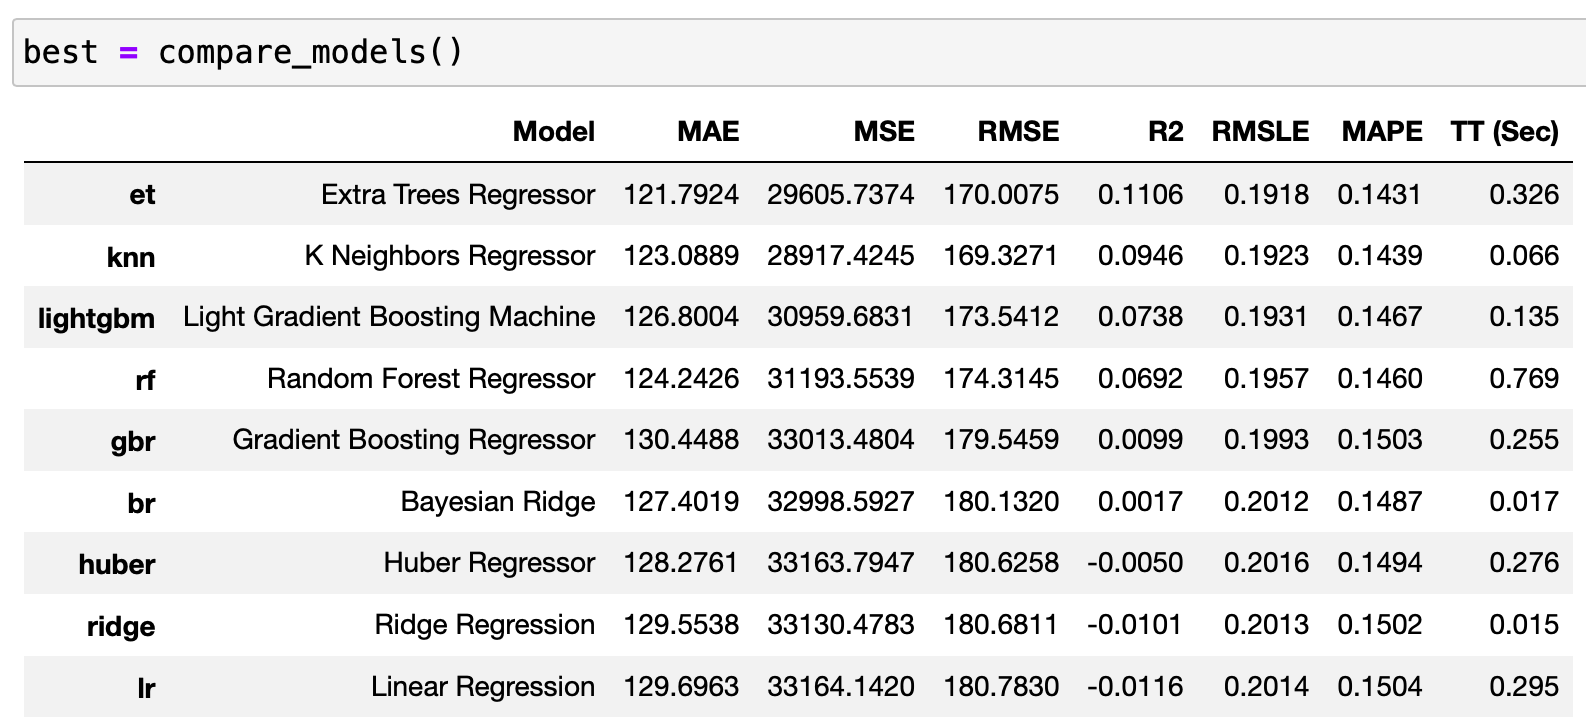 best = compare_models()
Model MAE MSE RMSE R2 RMSLE MAPE TT (Sec)
et Extra Trees Regressor 121.7924 29605.7374 170.0075 0.1106 0.1918 0.1431 0.326
knn K Neighbors Regressor 123.0889 28917.4245 169.3271 0.0946 0.1923 0.1439 0.066
lightgbm Light Gradient Boosting Machine 126.8004 30959.6831 173.5412 0.0738 0.1931 0.1467 0.135
rf Random Forest Regressor 124.2426 31193.5539 174.3145 0.0692 0.1957 0.1460 0.769
gbr Gradient Boosting Regressor 130.4488 33013.4804 179.5459 0.0099 0.1993 0.1503 0.255
br Bayesian Ridge 127.4019 32998.5927 180.1320 0.0017 0.2012 0.1487 0.017
huber Huber Regressor 128.2761 33163.7947 180.6258 -0.0050 0.2016 0.1494 0.276
ridge Ridge Regression 129.5538 33130.4783 180.6811 -0.0101 0.2013 0.1502 0.015
lr Linear Regression 129.6963 33164.1420 180.7830 -0.0116 0.2014 0.1504 0.295